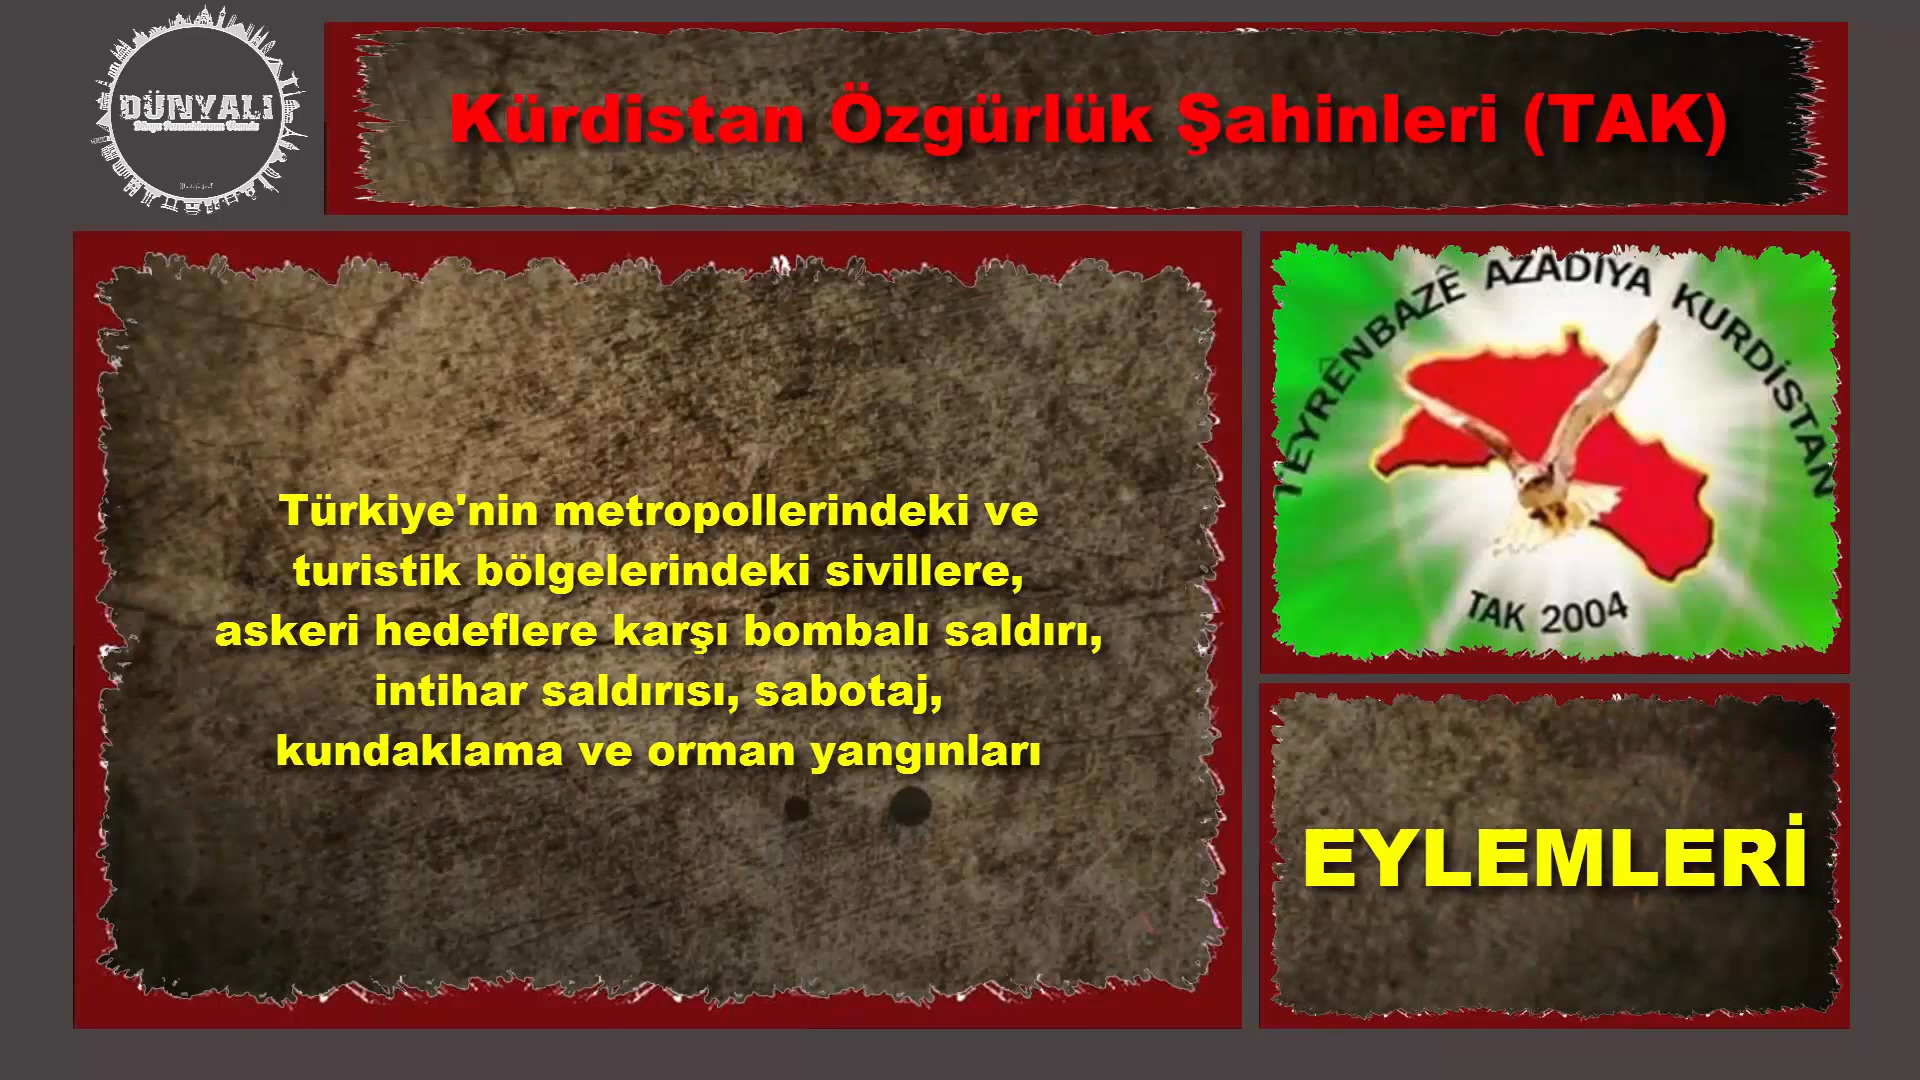 DÜNYALI
Kürdistan Özgürlük Şahinleri (TAK)
Türkiye'nin metropollerindeki ve
turistik bölgelerindeki sivillere,
askeri hedeflere karşı bombalı saldırı,
intihar saldırısı, sabotaj,
kundaklama ve orman yangınları
TEYRÊNBAZÊ AZADÎYA KURDİSTAN
TAK 2004
EYLEMLERİ